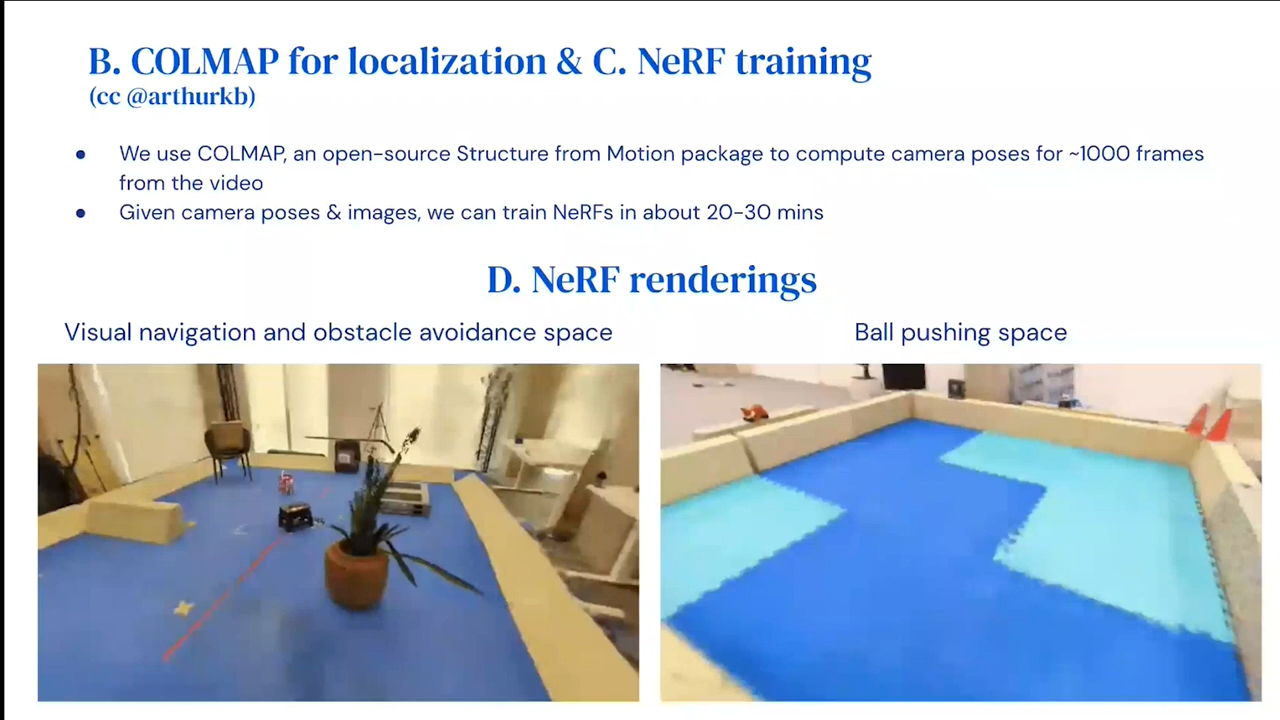 B. COLMAP for localization & C. NeRF training
(cc @arthurkb)
● We use COLMAP, an open-source Structure from Motion package to compute camera poses for ~1000 frames
from the video
● Given camera poses & images, we can train NeRFs in about 20-30 mins
D. NeRF renderings
Visual navigation and obstacle avoidance space
Ball pushing space